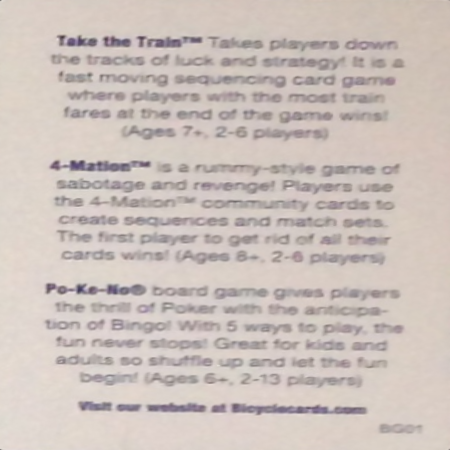 Take the Train™ Takes players down
the tracks of luck and strategy! It is a
fast moving sequencing card game
where players with the most train
fares at the end of the game wins!
(Ages 7+, 2-6 players)
4-Mation™ is a rummy-style game of
sabotage and revenge! Players use
the 4-Mation™ community cards to
create sequences and match sets.
The first player to get rid of all their
cards wins! (Ages 8+, 2-6 players)
Po-Ke-No® board game gives players
the thrill of Poker with the anticipa-
tion of Bingo! With 5 ways to play, the
fun never stops! Great for kids and
adults so shuffle up and let the fun
begin! (Ages 6+, 2-13 players)
Visit our website at Bicyclecards.com
BG01